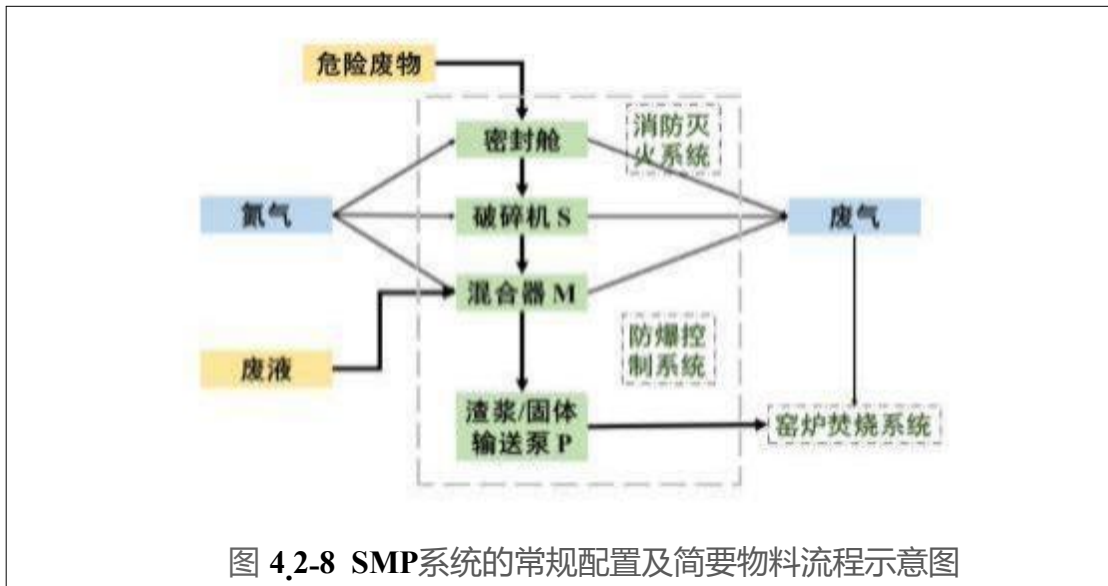 危险废物
密封舱
消防灭
火系统
氮气
破碎机 S
废气
混合器 M
防爆控
制系统
废液
渣浆/固体
输送泵 P
窑炉焚烧系统
图 4.2-8 SMP系统的常规配置及简要物料流程示意图